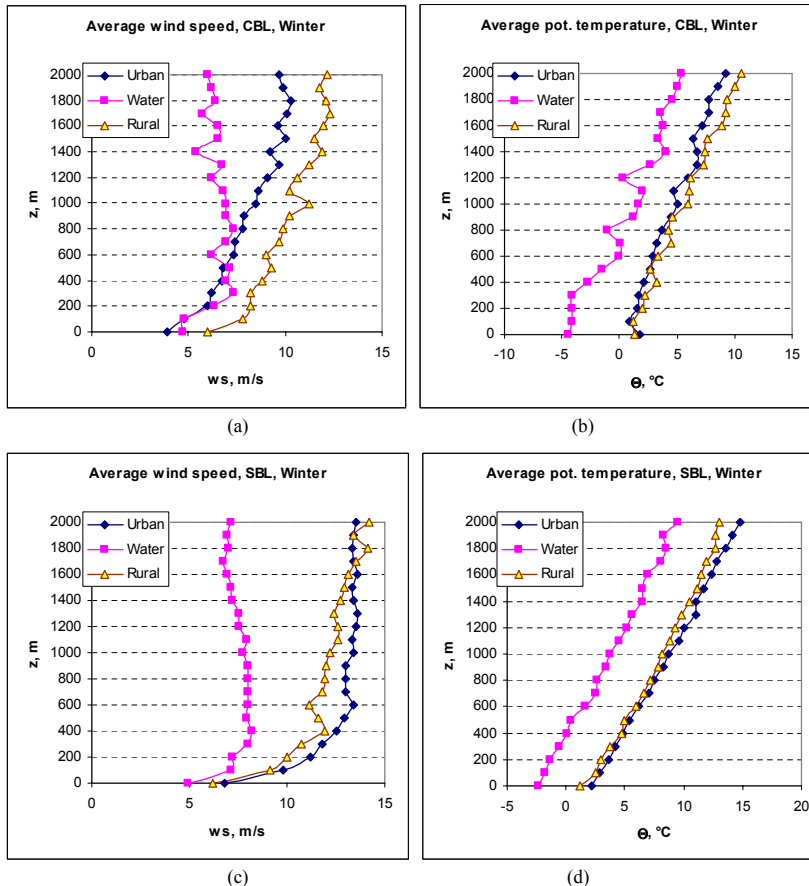 Average wind speed, CBL, Winter
2000
1800
1600
1400
1200
1000
800
600
400
200
0
z, m
Urban
Water
Rural
0 5 10 15
ws, m/s
(a)
Average pot. temperature, CBL, Winter
2000
1800
1600
1400
1200
1000
800
600
400
200
0
z, m
Urban
Water
Rural
-10 -5 0 5 10 15
Θ, °C
(b)
Average wind speed, SBL, Winter
2000
1800
1600
1400
1200
1000
800
600
400
200
0
z, m
Urban
Water
Rural
0 5 10 15
ws, m/s
(c)
Average pot. temperature, SBL, Winter
2000
1800
1600
1400
1200
1000
800
600
400
200
0
z, m
Urban
Water
Rural
-5 0 5 10 15 20
Θ, °C
(d)